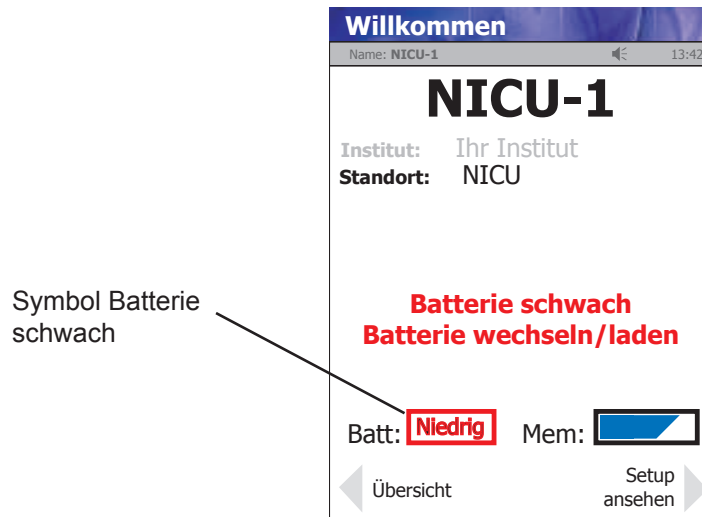 Willkommen
Name: NICU-1
13:42
NICU-1
Institut: Ihr Institut
Standort: NICU
Symbol Batterie
schwach
Batterie schwach
Batterie wechseln/laden
Batt: Niedrig Mem:
Übersicht
Setup
ansehen